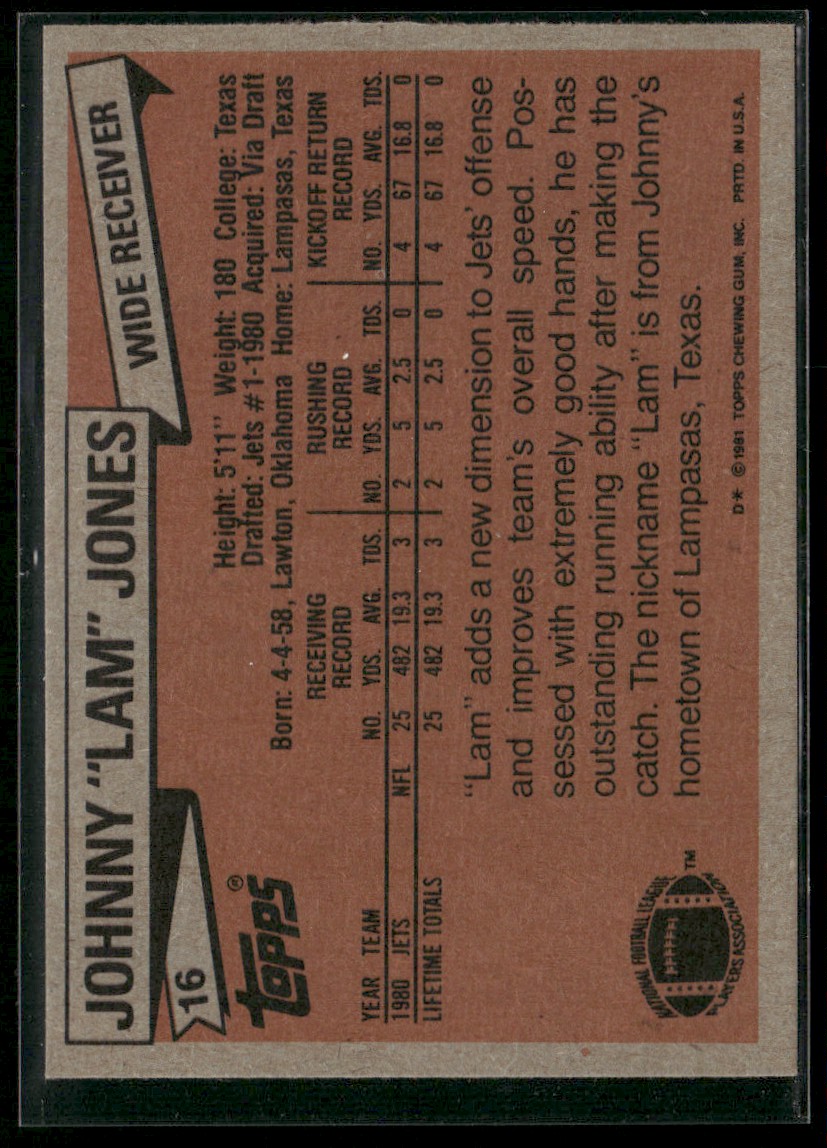 JOHNNY "LAM" JONES
WIDE RECEIVER
16
TOPPS®
Height: 5'11" Weight: 180 College: Texas
Drafted: Jets #1-1980 Acquired: Via Draft
Born: 4-4-58, Lawton, Oklahoma Home: Lampasas, Texas
RECEIVING RECORD RUSHING RECORD KICKOFF RETURN RECORD
YEAR TEAM NO. YDS. AVG. TDS. NO. YDS. AVG. TDS. NO. YDS. AVG. TDS.
1980 JETS NFL 25 482 19.3 3 2 5 2.5 0 4 67 16.8 0
LIFETIME TOTALS 25 482 19.3 3 2 5 2.5 0 4 67 16.8 0
"Lam" adds a new dimension to Jets' offense
and improves team's overall speed. Pos-
sessed with extremely good hands, he has
outstanding running ability after making the
catch. The nickname "Lam" is from Johnny's
hometown of Lampasas, Texas.
NATIONAL FOOTBALL LEAGUE
PLAYERS ASSOCIATION
TM
D* ©1981 TOPPS CHEWING GUM, INC. PRTD. IN U.S.A.